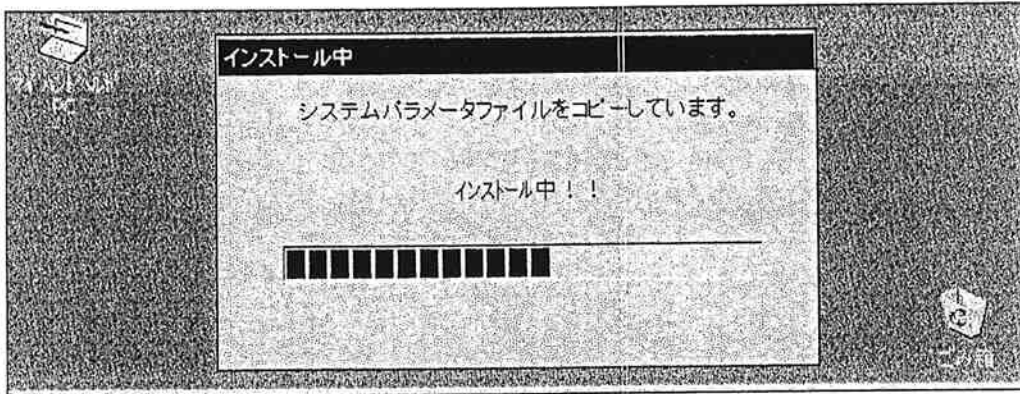 インストール中
システムパラメータファイルをコピーしています。
インストール中！！
PC
ごみ箱